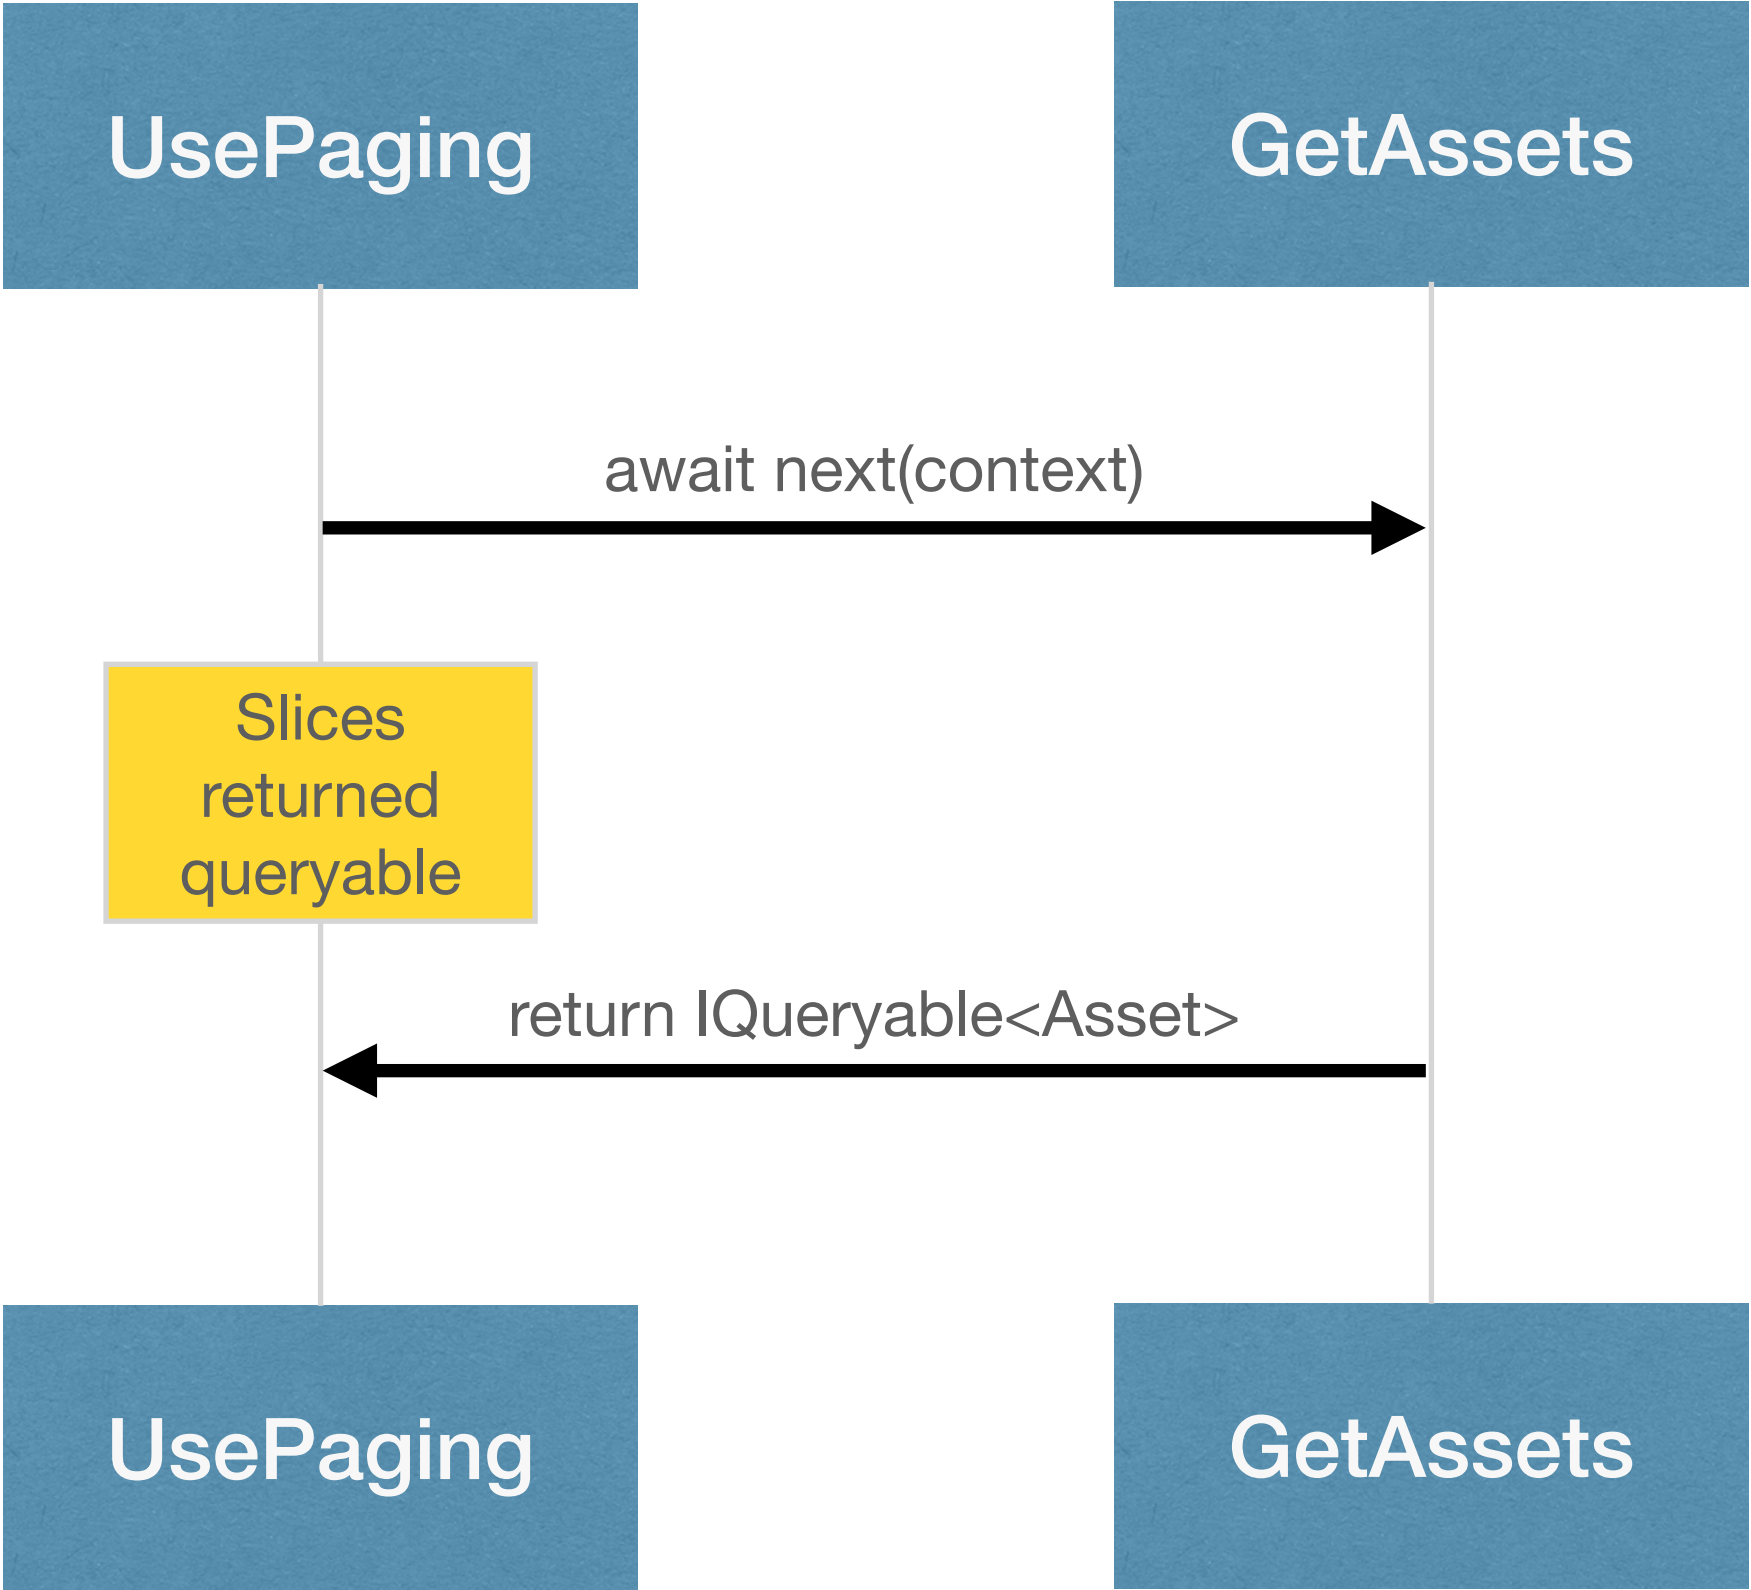 UsePaging
GetAssets
await next(context)
Slices
returned
queryable
return IQueryable<Asset>
UsePaging
GetAssets